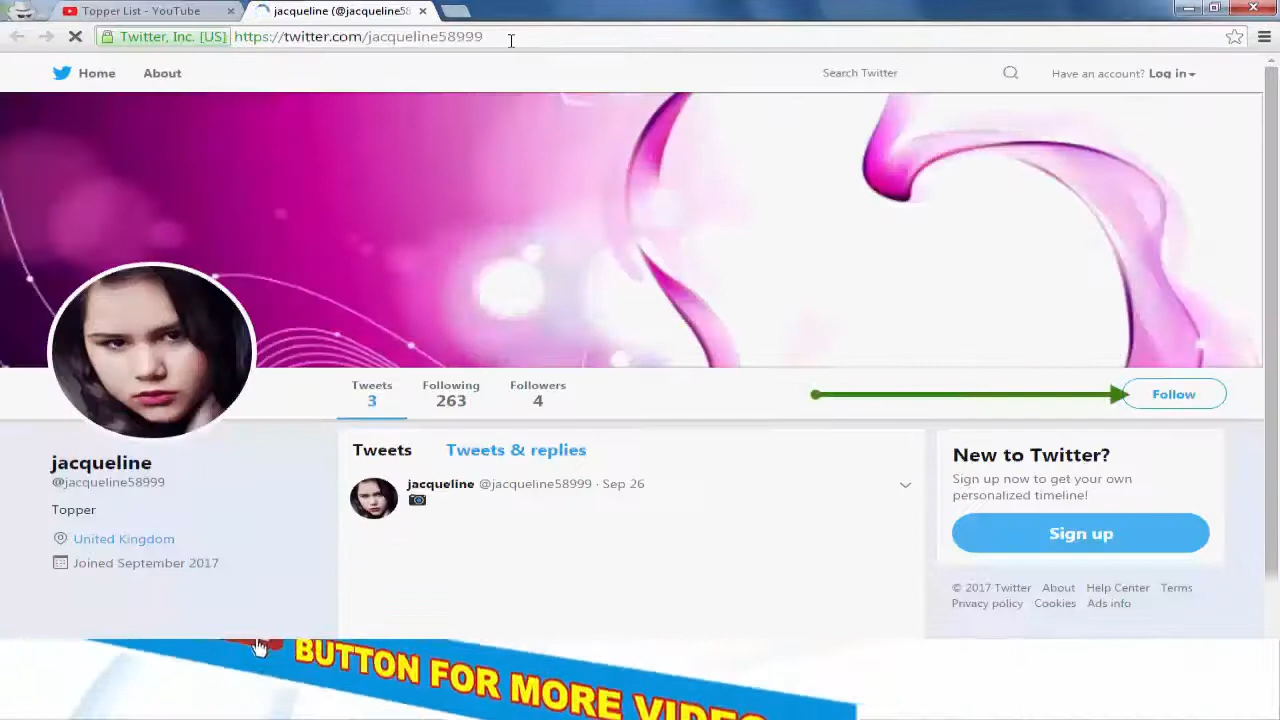 Topper List - YouTube
jacqueline (@jacqueline58
Twitter, Inc. [US] https://twitter.com/jacqueline58999
Home About Search Twitter Have an account? Log in
Tweets Following Followers
3 263 4
Follow
jacqueline
@jacqueline58999
Topper
United Kingdom
Joined September 2017
Tweets Tweets & replies
jacqueline @jacqueline58999 · Sep 26
New to Twitter?
Sign up now to get your own
personalized timeline!
Sign up
© 2017 Twitter About Help Center Terms
Privacy policy Cookies Ads info
BUTTON FOR MORE VIDEO